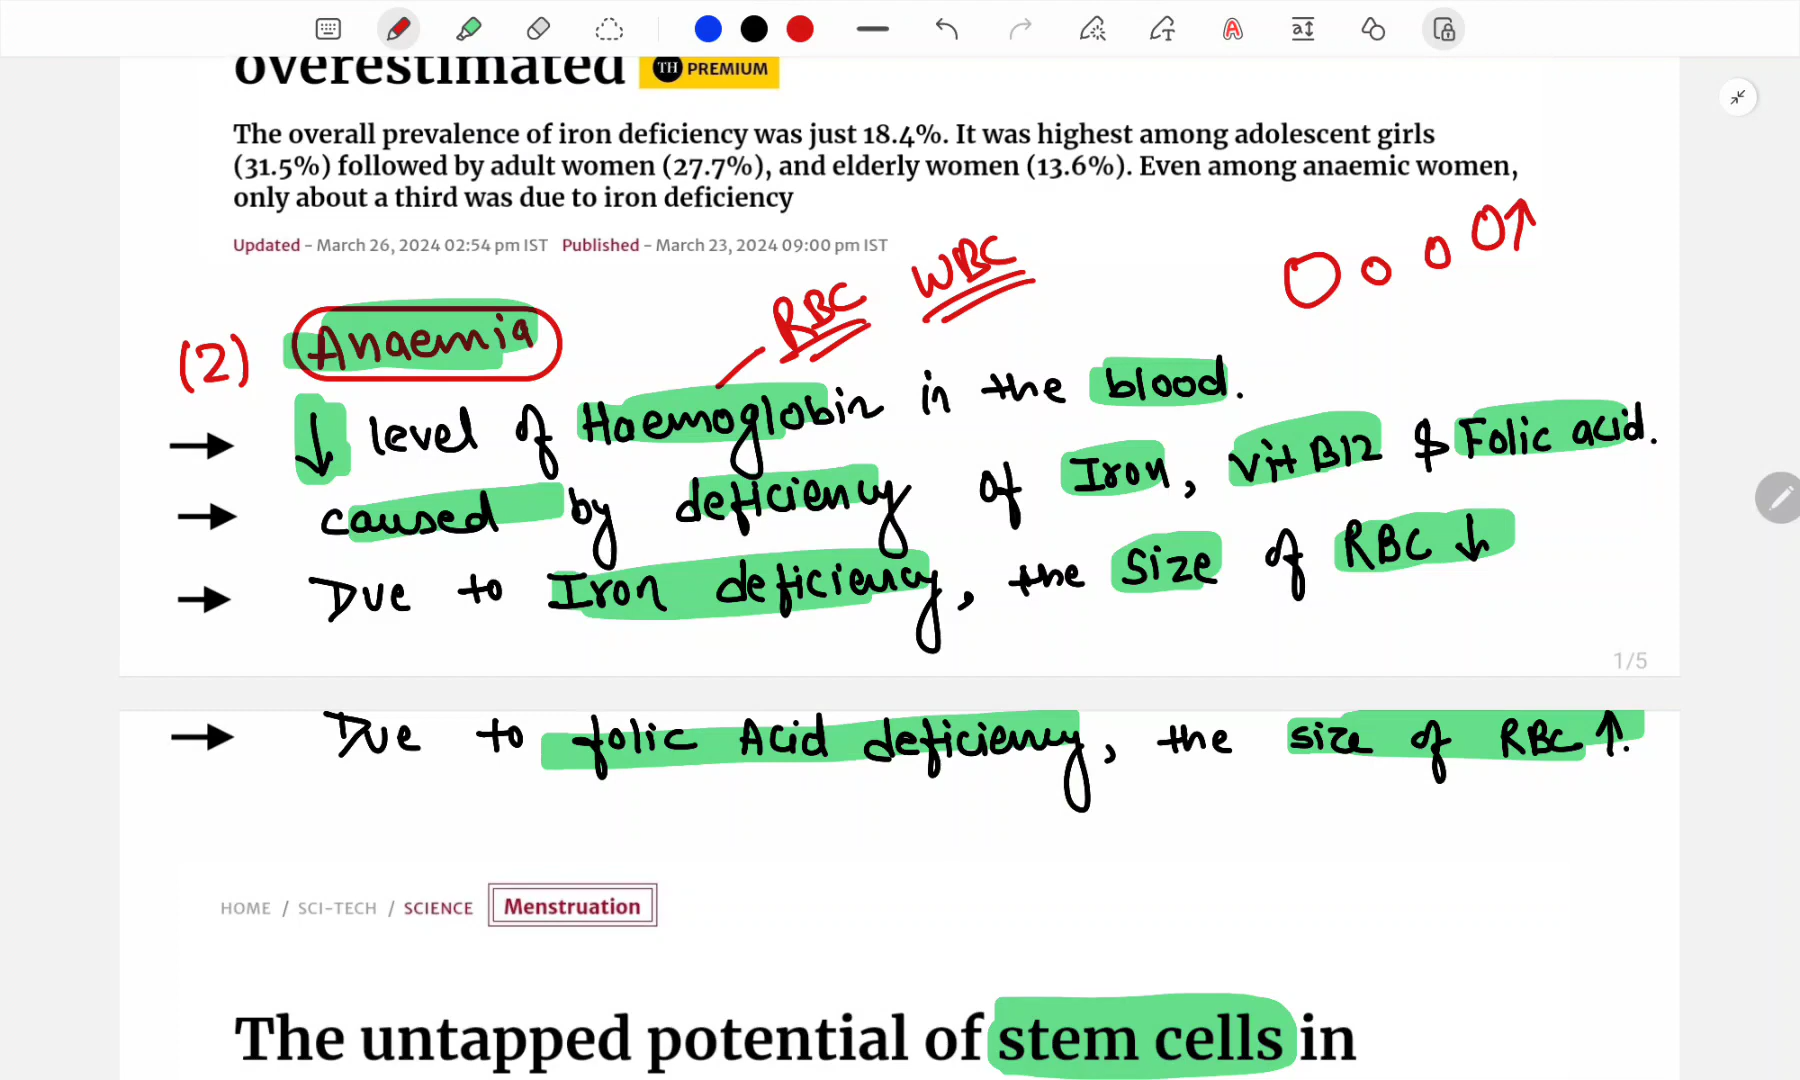 overestimated TH PREMIUM
The overall prevalence of iron deficiency was just 18.4%. It was highest among adolescent girls
(31.5%) followed by adult women (27.7%), and elderly women (13.6%). Even among anaemic women,
only about a third was due to iron deficiency
Updated - March 26, 2024 02:54 pm IST Published - March 23, 2024 09:00 pm IST
RBC WBC
(2) Anaemia
→ ↓ level of Haemoglobin in the blood.
→ caused by deficiency of Iron, vit B12 & Folic acid.
→ Due to Iron deficiency, the size of RBC ↓
1/5
→ Due to folic Acid deficiency, the size of RBC ↑.
HOME / SCI-TECH / SCIENCE Menstruation
The untapped potential of stem cells in